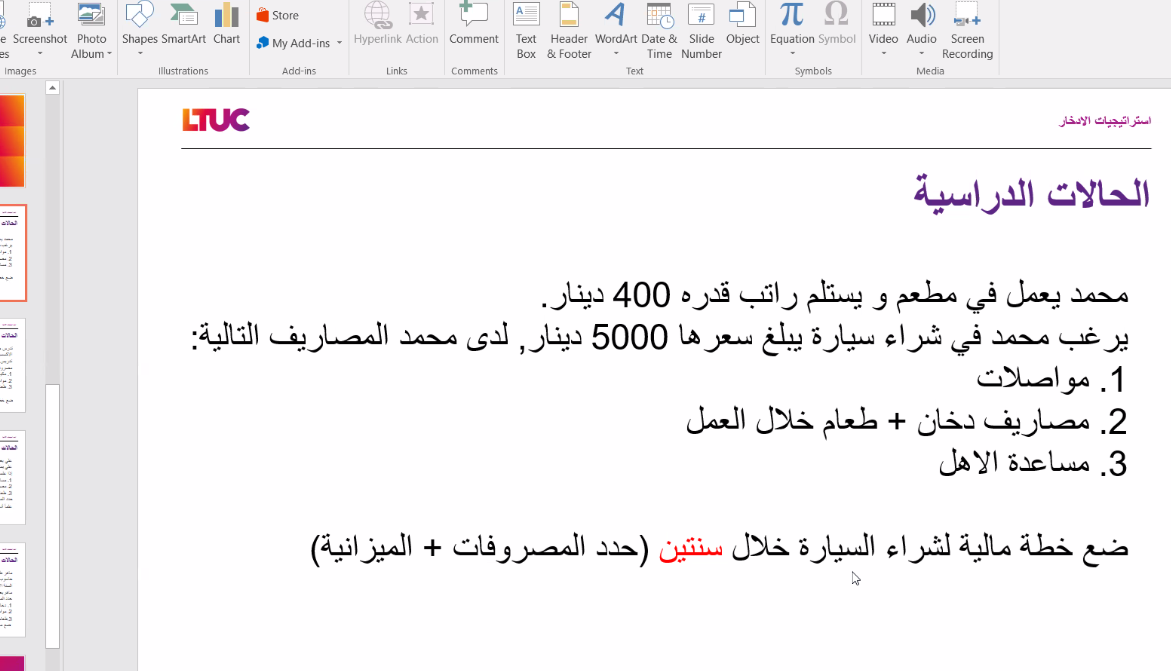 Screenshot
Photo
Album
Images
Shapes
SmartArt
Chart
Illustrations
Store
My Add-ins
Add-ins
Hyperlink
Action
Links
Comment
Comments
Text
Box
Header
& Footer
WordArt
Date &
Time
Slide
Number
Object
Text
Equation
Symbol
Symbols
Video
Audio
Screen
Recording
Media
LTUC
استراتيجيات الادخار
الحالات الدراسية
محمد يعمل في مطعم و يستلم راتب قدره 400 دينار.
يرغب محمد في شراء سيارة يبلغ سعرها 5000 دينار, لدى محمد المصاريف التالية:
1. مواصلات
2. مصاريف دخان + طعام خلال العمل
3. مساعدة الاهل
ضع خطة مالية لشراء السيارة خلال سنتين (حدد المصروفات + الميزانية)